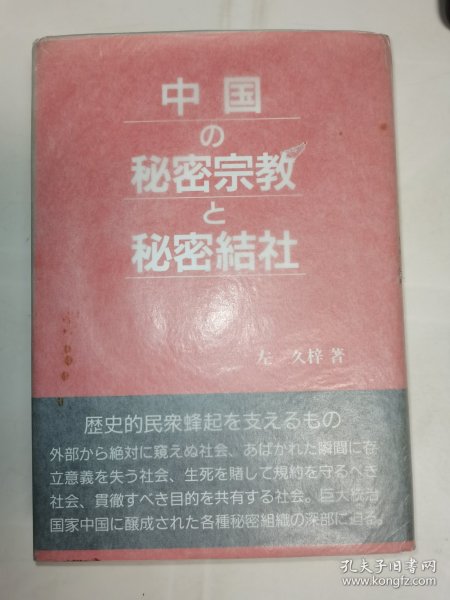 中国
の
秘密宗教
と
秘密結社
左 久梓 著
歴史的民衆蜂起を支えるもの
外部から絶対に窺えぬ社会、あばかれた瞬間に存
立意義を失う社会、生死を賭して規約を守るべき
社会、貫徹すべき目的を共有する社会。巨大統治
国家中国に醸成された各種秘密組織の深部に迫る。
孔夫子旧书网
www.kongfz.com